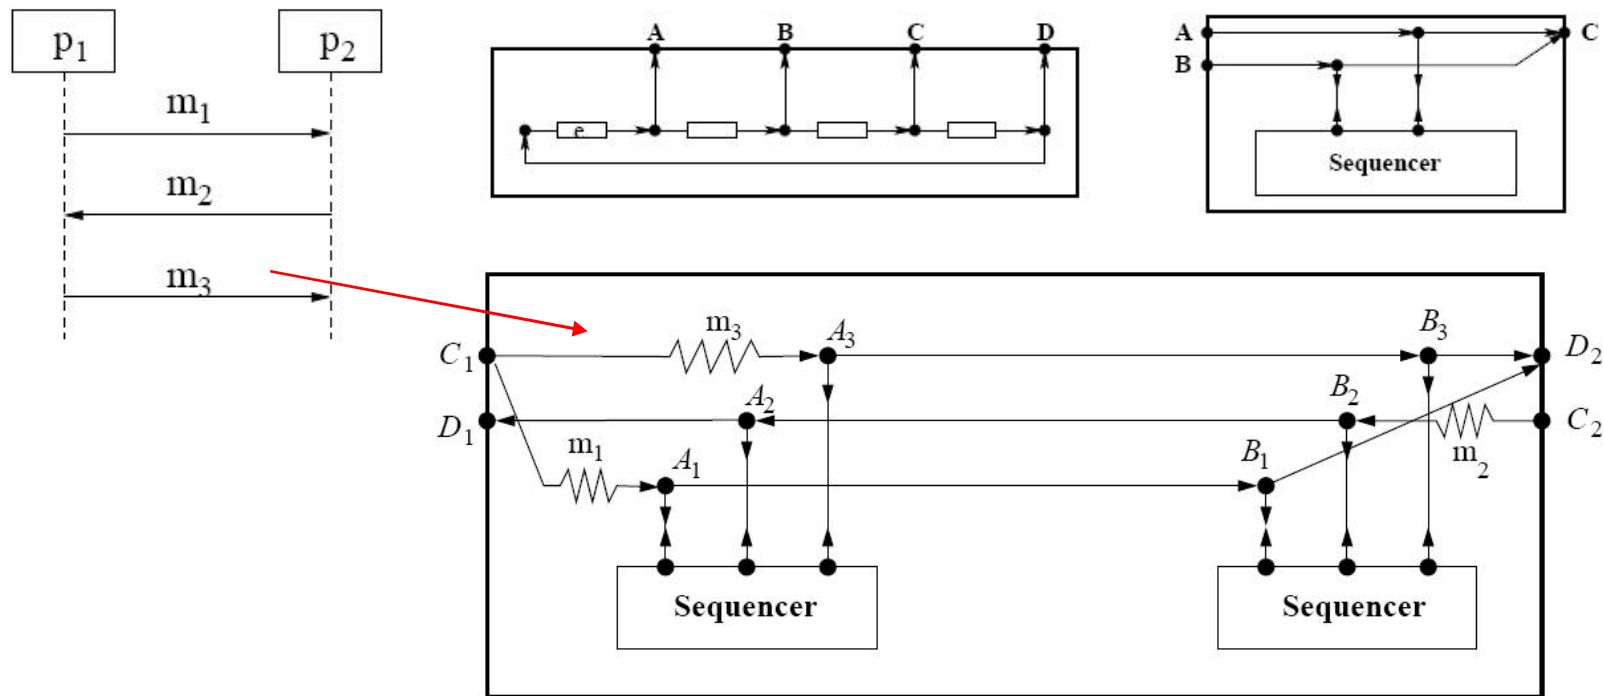 p1 p2
m1
m2
m3
A B C D
e
A C
B
Sequencer
m3 A3 B3
C1 D2
A2 B2
D1 C2
m1 A1 B1 m2
Sequencer Sequencer